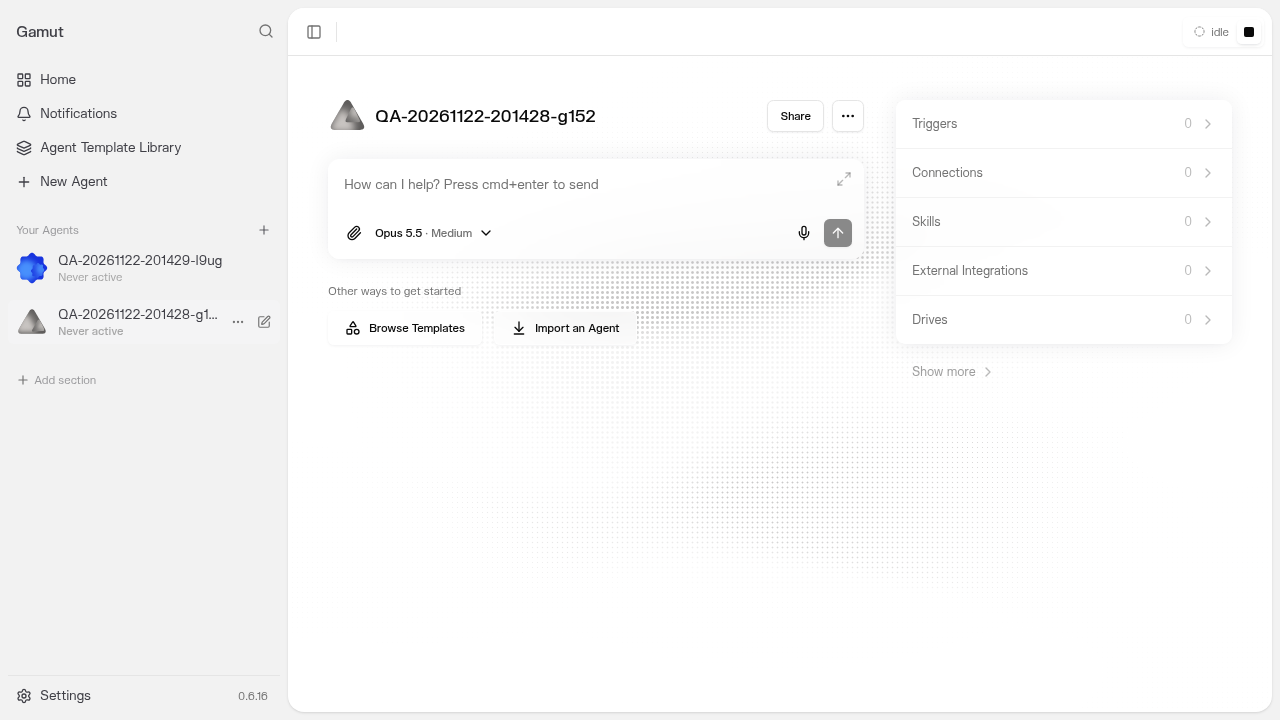 Gamut
Home
Notifications
Agent Template Library
New Agent
Your Agents
QA-20261122-201429-l9ug
Never active
QA-20261122-201428-g1...
Never active
Add section
Settings
0.6.16
idle
QA-20261122-201428-g152
Share
How can I help? Press cmd+enter to send
Opus 5.5 · Medium
Other ways to get started
Browse Templates
Import an Agent
Triggers 0
Connections 0
Skills 0
External Integrations 0
Drives 0
Show more